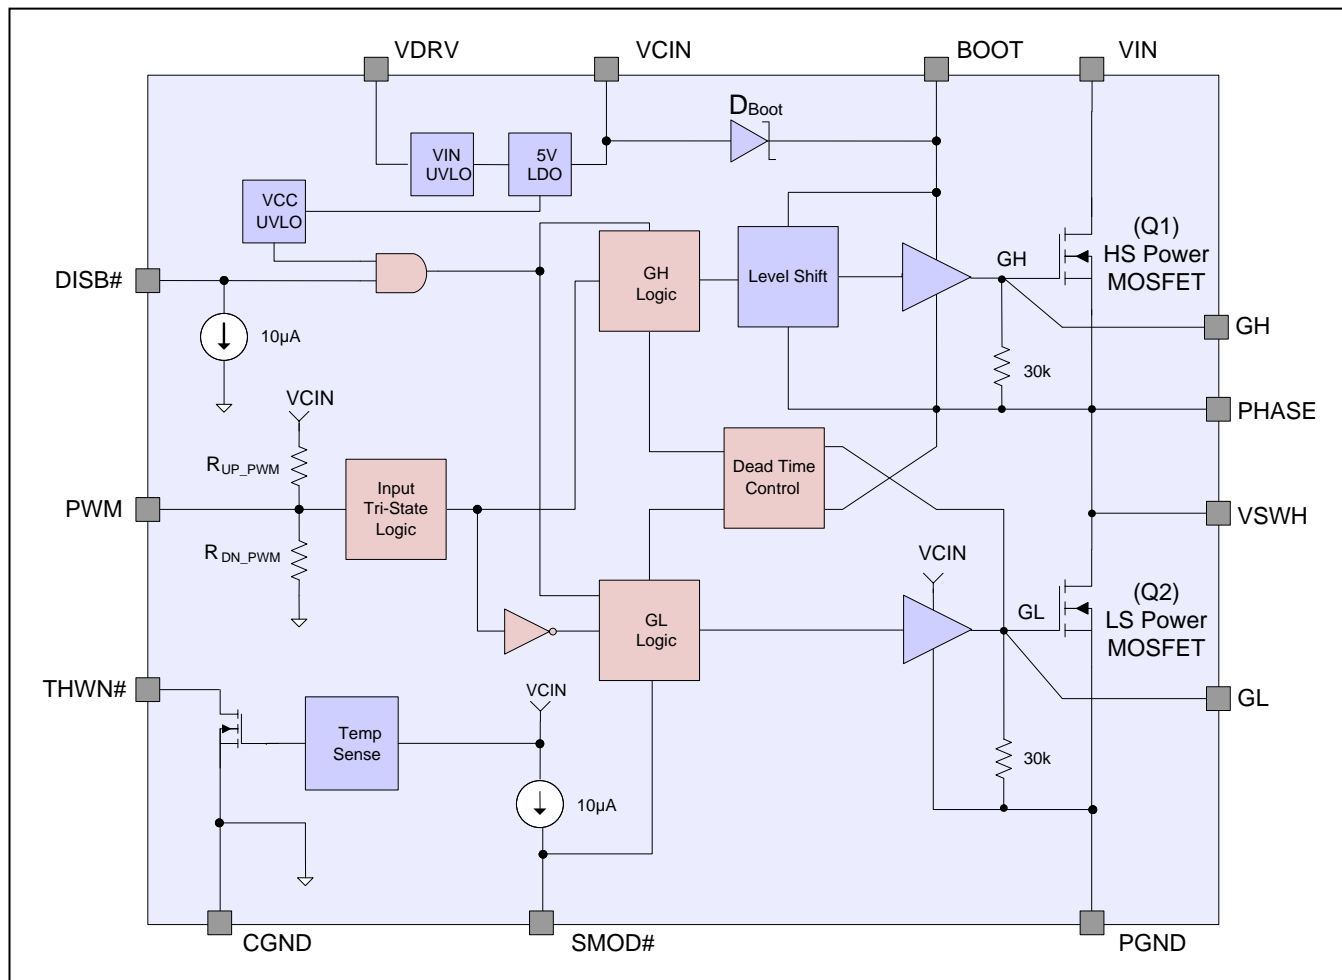 VDRV
VCIN
BOOT
VIN
DBoot
VIN
UVLO
5V
LDO
VCC
UVLO
DISB#
10µA
GH
Logic
Level Shift
GH
(Q1)
HS Power
MOSFET
GH
30k
VCIN
PHASE
RUP_PWM
PWM
Input
Tri-State
Logic
Dead Time
Control
VSWH
RDN_PWM
VCIN
GL
Logic
GL
(Q2)
LS Power
MOSFET
THWN#
VCIN
GL
Temp
Sense
30k
10µA
CGND
SMOD#
PGND